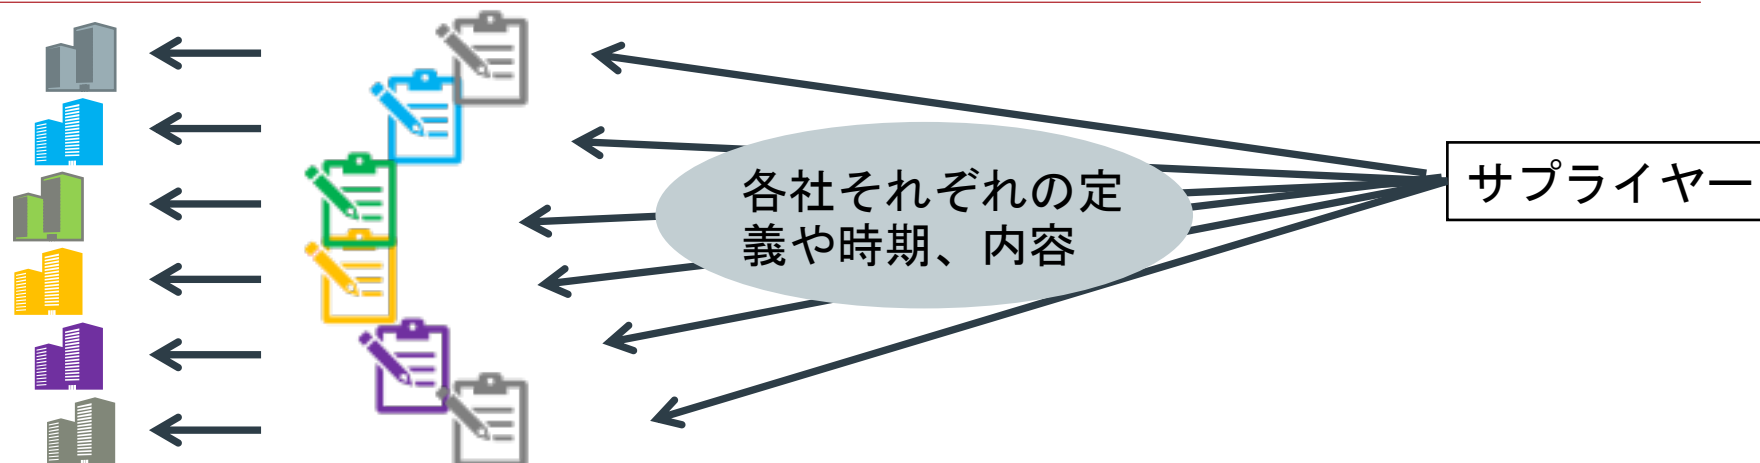 各社それぞれの定
義や時期、内容
サプライヤー